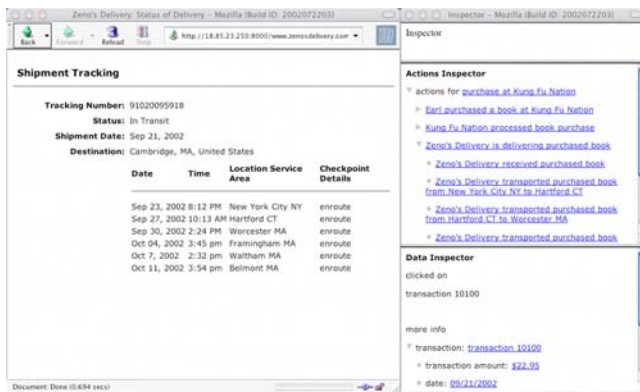 Zeno's Delivery: Status of Delivery – Mozilla {Build ID: 2002072203}
Back Forward Reload Stop http://18.85.23.250:8000/www.zenosdelivery.com
Shipment Tracking
Tracking Number: 91020095918
Status: In Transit
Shipment Date: Sep 21, 2002
Destination: Cambridge, MA, United States
Date Time Location Service Area Checkpoint Details
Sep 23, 2002 8:12 PM New York City NY enroute
Sep 27, 2002 10:13 AM Hartford CT enroute
Sep 30, 2002 2:24 PM Worcester MA enroute
Oct 04, 2002 3:45 pm Framingham MA enroute
Oct 7, 2002 2:32 pm Waltham MA enroute
Oct 11, 2002 3:54 pm Belmont MA enroute
Document: Done (0.694 secs)
Inspector – Mozilla {Build ID: 2002072203}
Inspector
Actions Inspector
actions for purchase at Kung Fu Nation
Earl purchased a book at Kung Fu Nation
Kung Fu Nation processed book purchase
Zeno's Delivery is delivering purchased book
Zeno's Delivery received purchased book
Zeno's Delivery transported purchased book
from New York City NY to Hartford CT
Zeno's Delivery transported purchased book
from Hartford CT to Worcester MA
Zeno's Delivery transported purchased book
Data Inspector
clicked on
transaction 10100
more info
transaction: transaction 10100
transaction amount: $22.95
date: 09/21/2002